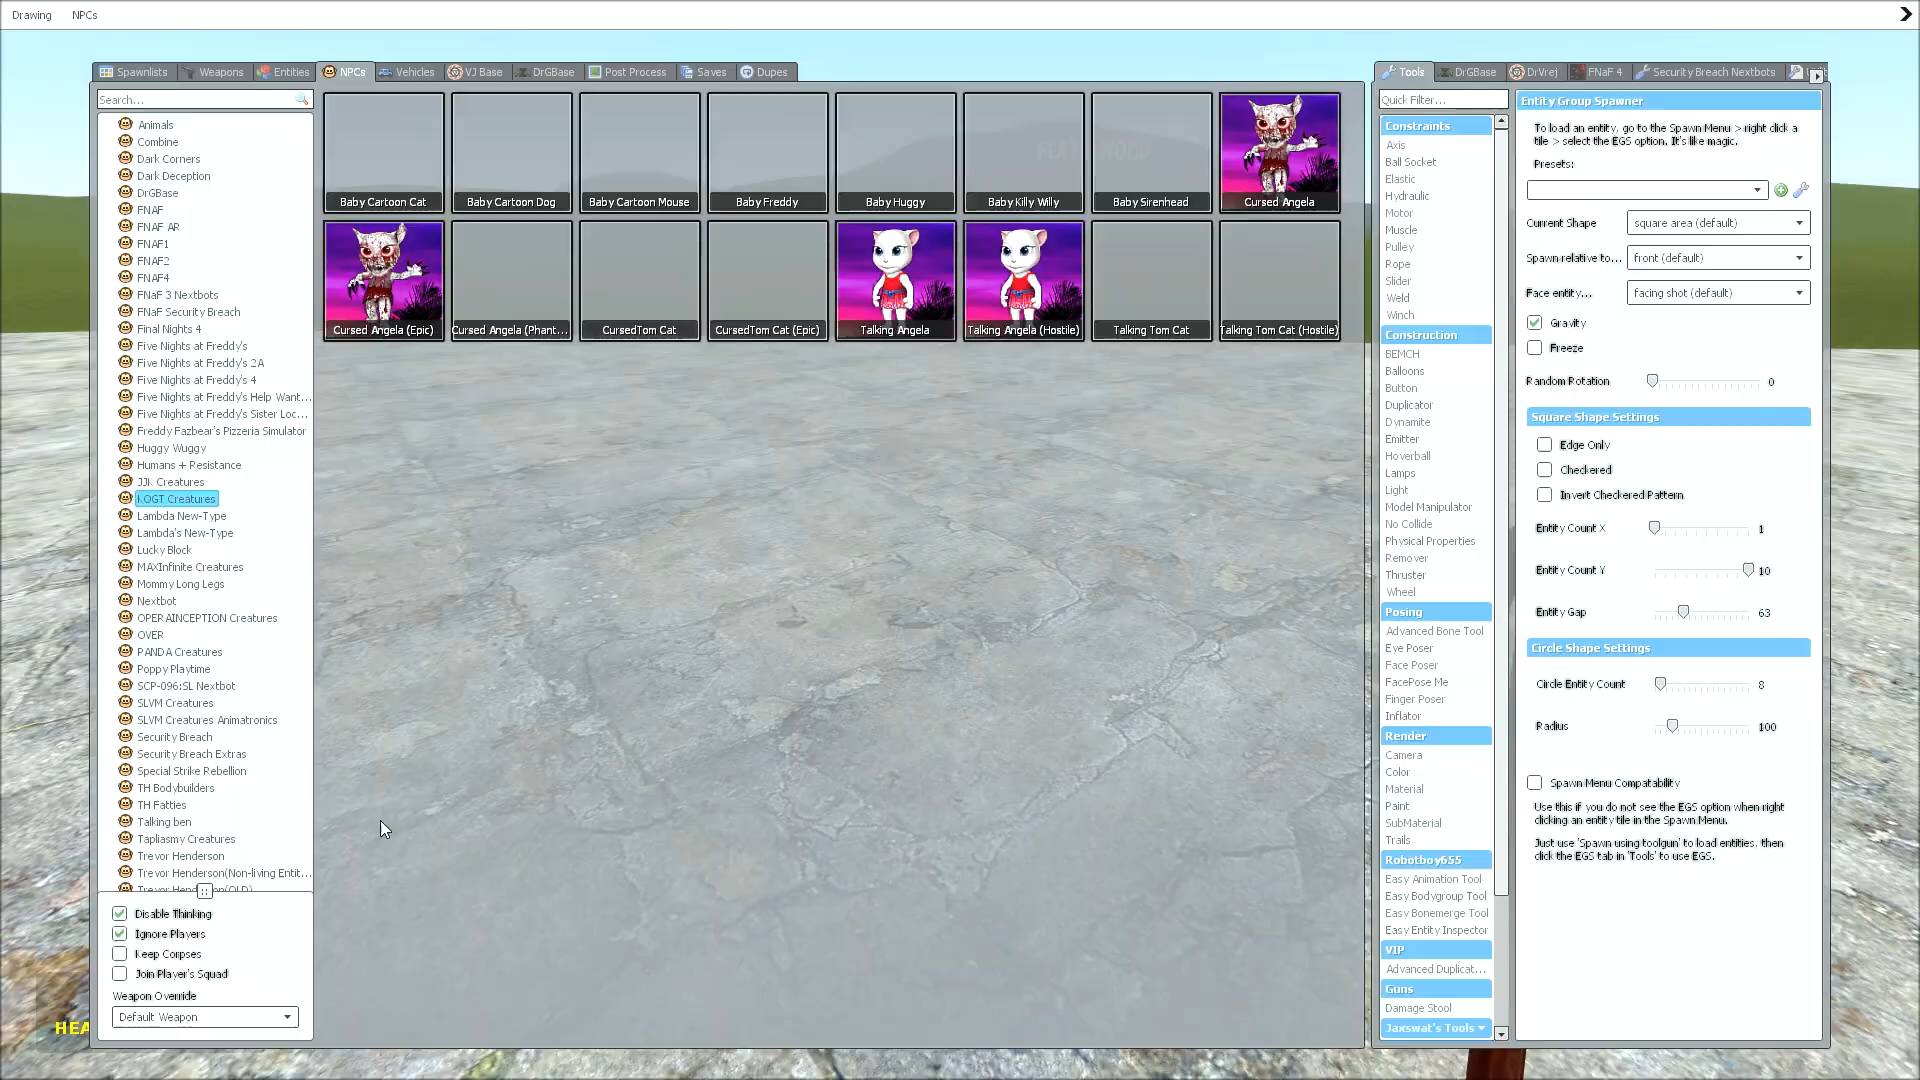 Drawing NPCs
Spawnlists Weapons Entities NPCs Vehicles VJ Base DrGBase Post Process Saves Dupes
Search...
Animals
Combine
Dark Corners
Dark Deception
DrGBase
FNAF
FNAF AR
FNAF1
FNAF2
FNAF4
FNaF 3 Nextbots
FNaF Security Breach
Final Nights 4
Five Nights at Freddy's
Five Nights at Freddy's 2A
Five Nights at Freddy's 4
Five Nights at Freddy's Help Want...
Five Nights at Freddy's Sister Loc...
Freddy Fazbear's Pizzeria Simulator
Huggy Wuggy
Humans + Resistance
JJK Creatures
KOGT Creatures
Lambda New-Type
Lambda's New-Type
Lucky Block
MAXInfinite Creatures
Mommy Long Legs
Nextbot
OPERAINCEPTION Creatures
OVER
PANDA Creatures
Poppy Playtime
SCP-096:SL Nextbot
SLVM Creatures
SLVM Creatures Animatronics
Security Breach
Security Breach Extras
Special Strike Rebellion
TH Bodybuilders
TH Fatties
Talking ben
Tapliasmy Creatures
Trevor Henderson
Trevor Henderson(Non-living Entit...
Disable Thinking
Ignore Players
Keep Corpses
Join Player's Squad
Weapon Override
Default Weapon
HEA
Baby Cartoon Cat Baby Cartoon Dog Baby Cartoon Mouse Baby Freddy Baby Huggy Baby Killy Willy Baby Sirenhead Cursed Angela
Cursed Angela (Epic) Cursed Angela (Phant... CursedTom Cat CursedTom Cat (Epic) Talking Angela Talking Angela (Hostile) Talking Tom Cat Talking Tom Cat (Hostile)
Tools DrGBase DrVrej FNaF 4 Security Breach Nextbots
Quick Filter...
Constraints
Axis
Ball Socket
Elastic
Hydraulic
Motor
Muscle
Pulley
Rope
Slider
Weld
Winch
Construction
BEMCH
Balloons
Button
Duplicator
Dynamite
Emitter
Hoverball
Lamps
Light
Model Manipulator
No Collide
Physical Properties
Remover
Thruster
Wheel
Posing
Advanced Bone Tool
Eye Poser
Face Poser
FacePose Me
Finger Poser
Inflator
Render
Camera
Color
Material
Paint
SubMaterial
Trails
Robotboy655
Easy Animation Tool
Easy Bodygroup Tool
Easy Bonemerge Tool
Easy Entity Inspector
VIP
Advanced Duplicat...
Guns
Damage Stool
Jaxswat's Tools
Entity Group Spawner
To load an entity, go to the Spawn Menu > right click a
tile > select the EGS option. It's like magic.
Presets:
Current Shape square area (default)
Spawn relative to... front (default)
Face entity... facing shot (default)
Gravity
Freeze
Random Rotation 0
Square Shape Settings
Edge Only
Checkered
Invert Checkered Pattern
Entity Count X 1
Entity Count Y 10
Entity Gap 63
Circle Shape Settings
Circle Entity Count 8
Radius 100
Spawn Menu Compatability
Use this if you do not see the EGS option when right
clicking an entity tile in the Spawn Menu.
Just use 'Spawn using toolgun' to load entities, then
click the EGS tab in 'Tools' to use EGS.